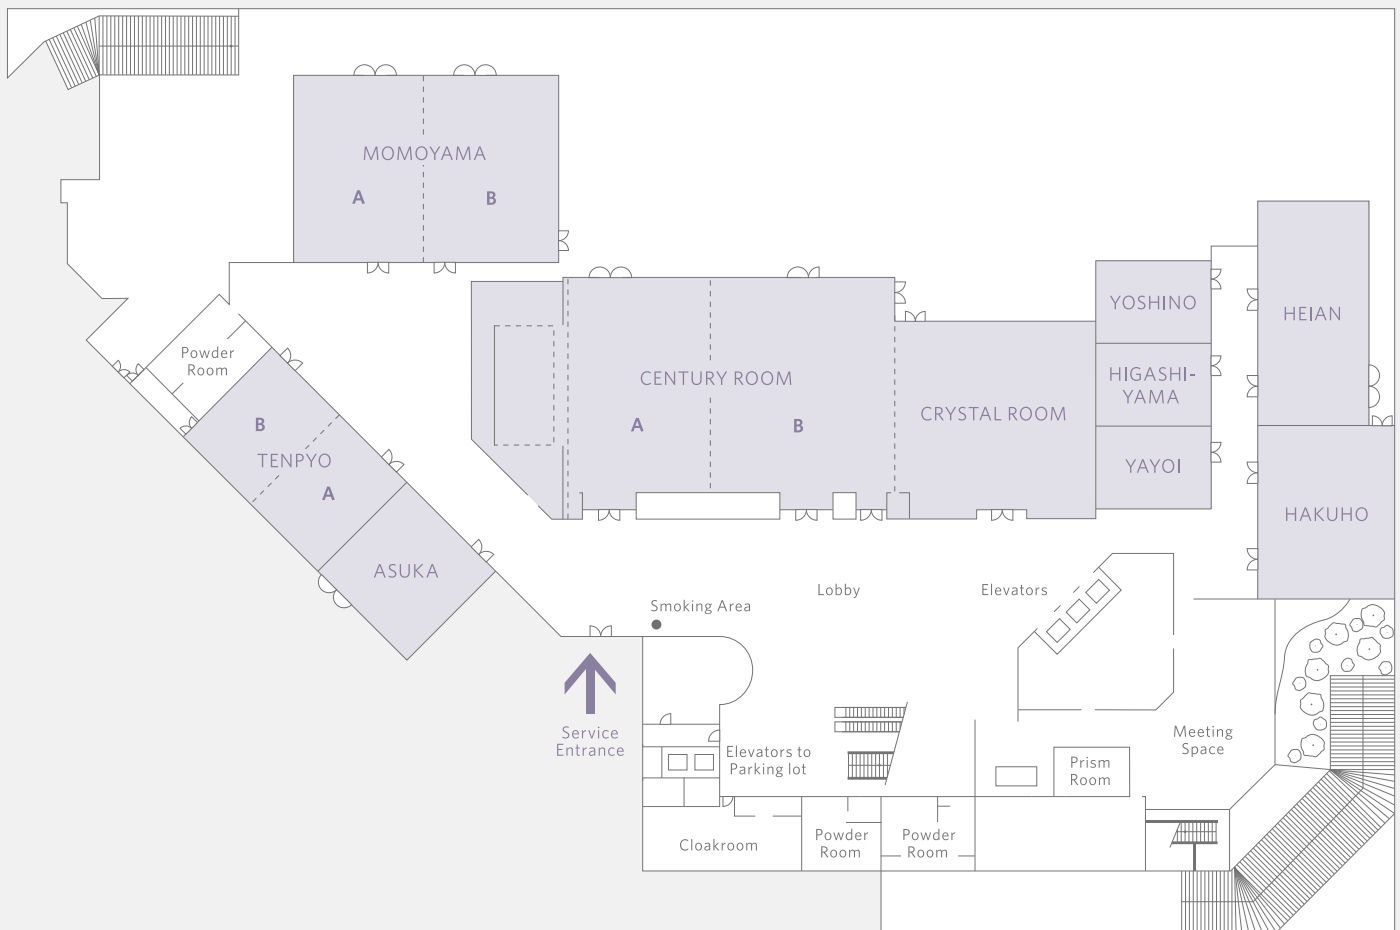 MOMOYAMA
A
B
YOSHINO
HEIAN
Powder
Room
HIGASHI-
YAMA
CENTURY ROOM
CRYSTAL ROOM
A
B
B
TENPYO
A
YAYOI
HAKUHO
ASUKA
Smoking Area
Lobby
Elevators
Service
Entrance
Elevators to
Parking lot
Meeting
Space
Prism
Room
Cloakroom
Powder
Room
Powder
Room